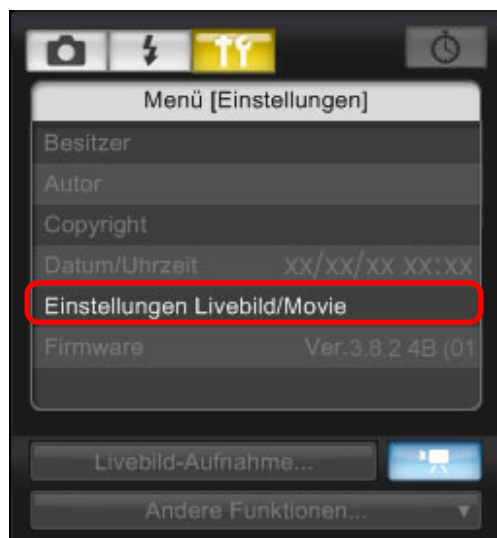 Menü [Einstellungen]
Besitzer
Autor
Copyright
Datum/Uhrzeit xx/xx/xx xx:xx
Einstellungen Livebild/Movie
Firmware Ver.3.8.2 4B (01
Livebild-Aufnahme...
Andere Funktionen...